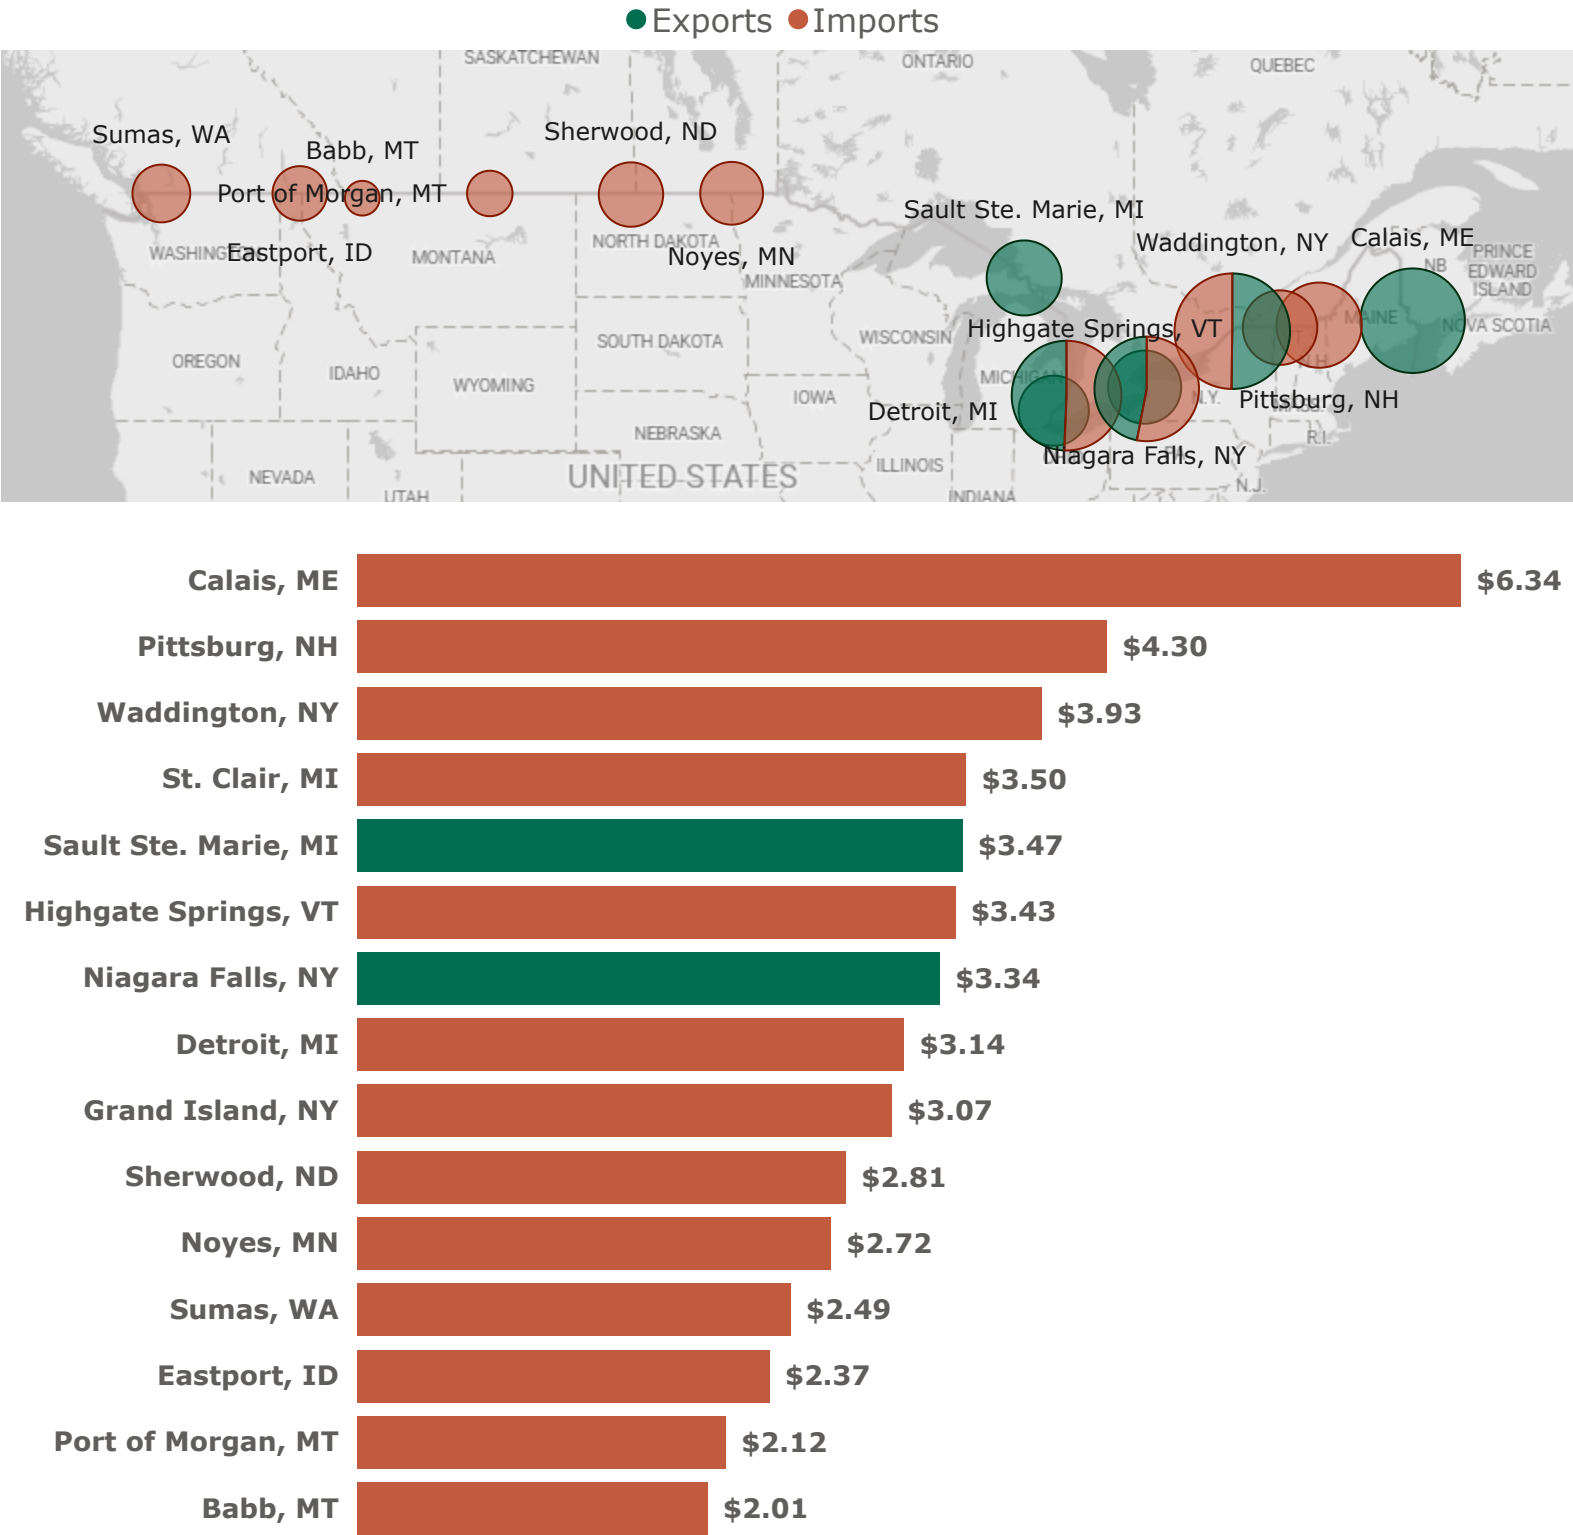 Exports Imports
SASKATCHEWAN
ONTARIO
QUEBEC
Sumas, WA
Sherwood, ND
Babb, MT
Port of Morgan, MT
Sault Ste. Marie, MI
Waddington, NY
Calais, ME
WASHINGTON
Eastport, ID
MONTANA
NORTH DAKOTA
Noyes, MN
MINNESOTA
NB
PRINCE
EDWARD
ISLAND
NOVA SCOTIA
MAINE
Highgate Springs, VT
WISCONSIN
SOUTH DAKOTA
OREGON
IDAHO
WYOMING
MICHIGAN
N.H.
IOWA
Detroit, MI
N.Y.
Pittsburg, NH
MASS.
NEBRASKA
R.I.
Niagara Falls, NY
PA.
ILLINOIS
NEVADA
UNITED STATES
UTAH
INDIANA
N.J.
Calais, ME $6.34
Pittsburg, NH $4.30
Waddington, NY $3.93
St. Clair, MI $3.50
Sault Ste. Marie, MI $3.47
Highgate Springs, VT $3.43
Niagara Falls, NY $3.34
Detroit, MI $3.14
Grand Island, NY $3.07
Sherwood, ND $2.81
Noyes, MN $2.72
Sumas, WA $2.49
Eastport, ID $2.37
Port of Morgan, MT $2.12
Babb, MT $2.01